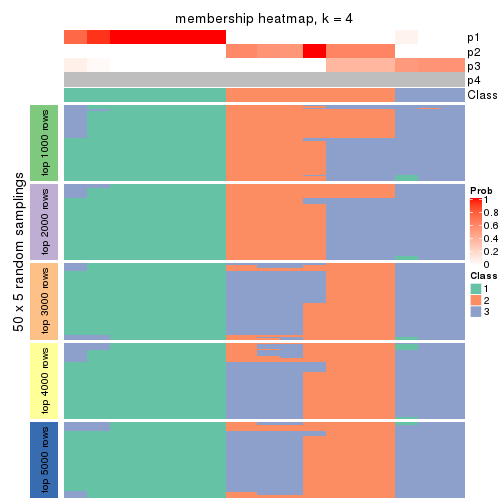 membership heatmap, k = 4
p1
p2
p3
p4
Class
50 x 5 random samplings
top 1000 rows
top 2000 rows
top 3000 rows
top 4000 rows
top 5000 rows
Prob
1
0.8
0.6
0.4
0.2
0
Class
1
2
3